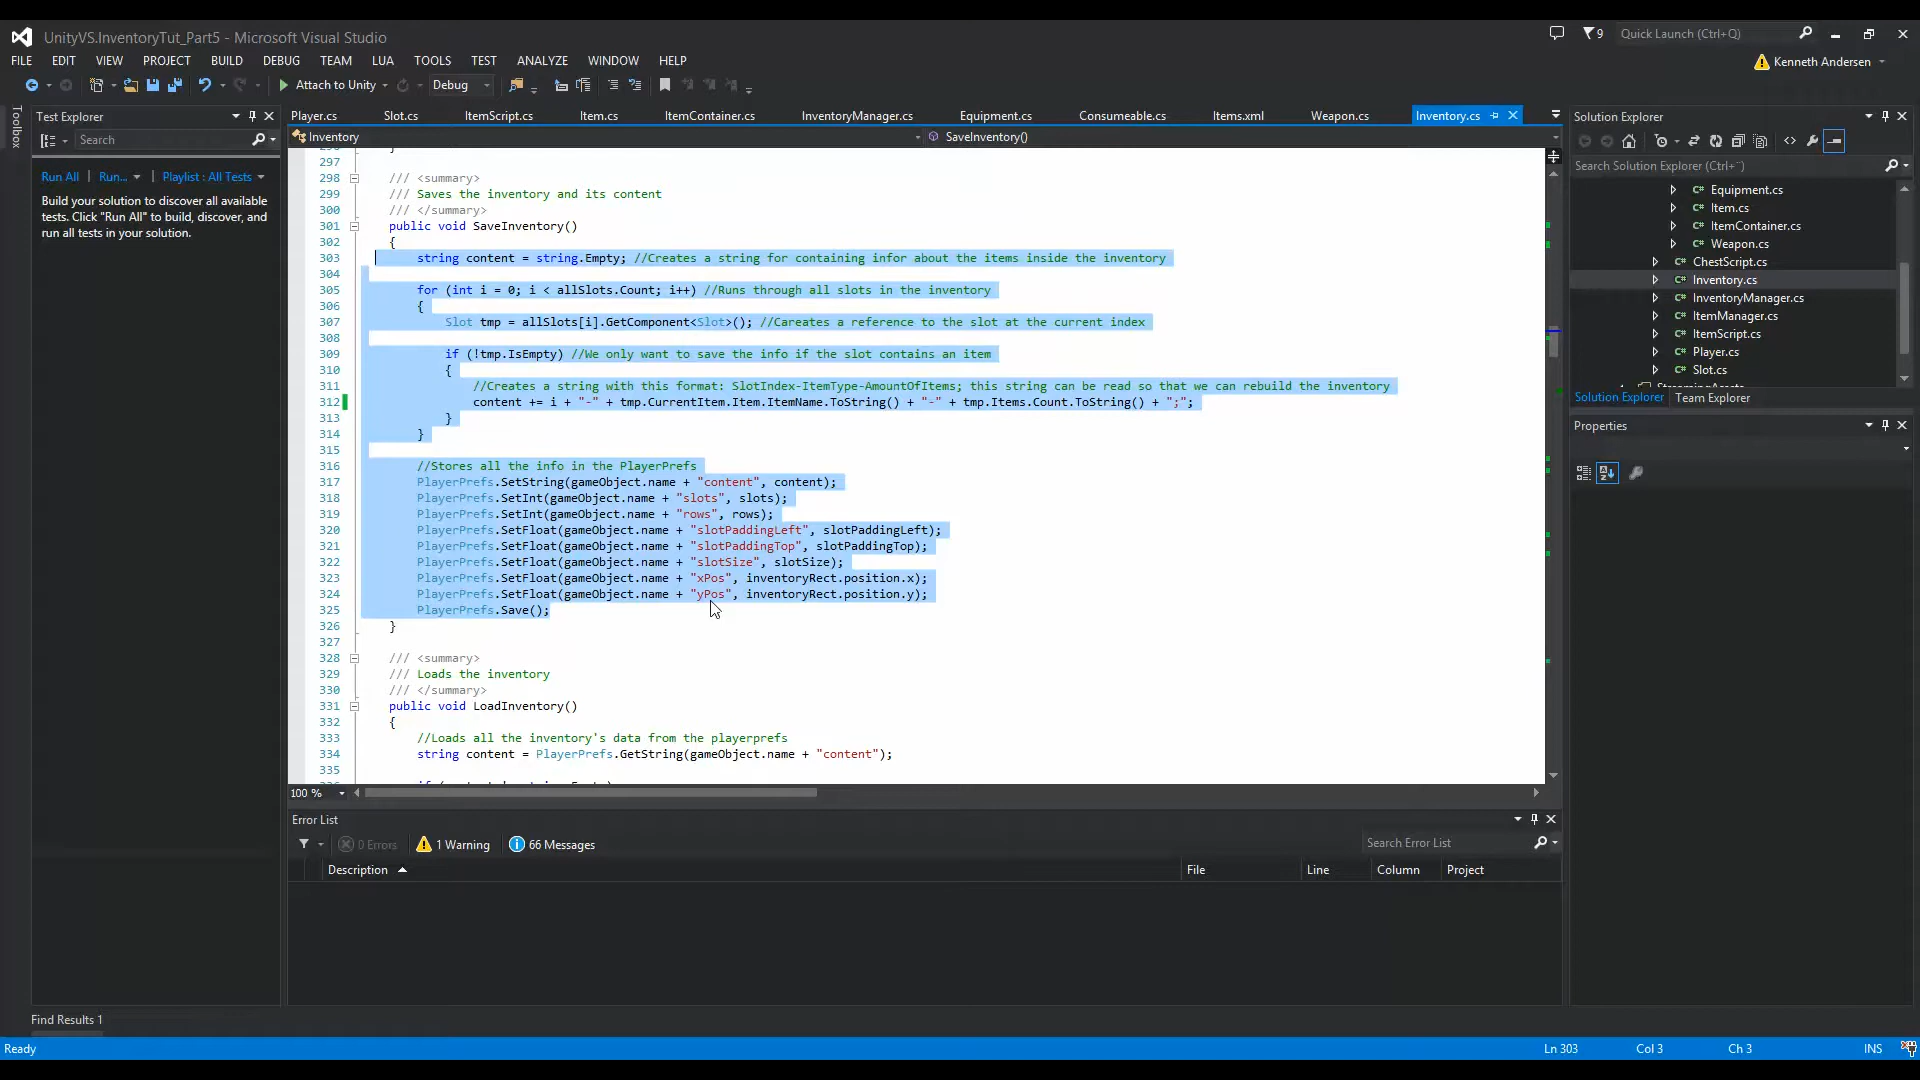 UnityVS.InventoryTut_Part5 - Microsoft Visual Studio
9
Quick Launch (Ctrl+Q)
FILE EDIT VIEW PROJECT BUILD DEBUG TEAM LUA TOOLS TEST ANALYZE WINDOW HELP
Kenneth Andersen
Attach to Unity
Debug
Toolbox
Test Explorer
Search
Run All | Run... Playlist : All Tests
Build your solution to discover all available
tests. Click "Run All" to build, discover, and
run all tests in your solution.
Player.cs Slot.cs ItemScript.cs Item.cs ItemContainer.cs InventoryManager.cs Equipment.cs Consumeable.cs Items.xml Weapon.cs Inventory.cs
Inventory
SaveInventory()
297
298 /// <summary>
299 /// Saves the inventory and its content
300 /// </summary>
301 public void SaveInventory()
302 {
303 string content = string.Empty; //Creates a string for containing infor about the items inside the inventory
304
305 for (int i = 0; i < allSlots.Count; i++) //Runs through all slots in the inventory
306 {
307 Slot tmp = allSlots[i].GetComponent<Slot>(); //Careates a reference to the slot at the current index
308
309 if (!tmp.IsEmpty) //We only want to save the info if the slot contains an item
310 {
311 //Creates a string with this format: SlotIndex-ItemType-AmountOfItems; this string can be read so that we can rebuild the inventory
312 content += i + "-" + tmp.CurrentItem.Item.ItemName.ToString() + "-" + tmp.Items.Count.ToString() + ";";
313 }
314 }
315
316 //Stores all the info in the PlayerPrefs
317 PlayerPrefs.SetString(gameObject.name + "content", content);
318 PlayerPrefs.SetInt(gameObject.name + "slots", slots);
319 PlayerPrefs.SetInt(gameObject.name + "rows", rows);
320 PlayerPrefs.SetFloat(gameObject.name + "slotPaddingLeft", slotPaddingLeft);
321 PlayerPrefs.SetFloat(gameObject.name + "slotPaddingTop", slotPaddingTop);
322 PlayerPrefs.SetFloat(gameObject.name + "slotSize", slotSize);
323 PlayerPrefs.SetFloat(gameObject.name + "xPos", inventoryRect.position.x);
324 PlayerPrefs.SetFloat(gameObject.name + "yPos", inventoryRect.position.y);
325 PlayerPrefs.Save();
326 }
327
328 /// <summary>
329 /// Loads the inventory
330 /// </summary>
331 public void LoadInventory()
332 {
333 //Loads all the inventory's data from the playerprefs
334 string content = PlayerPrefs.GetString(gameObject.name + "content");
335
100 %
Error List
0 Errors 1 Warning 66 Messages
Search Error List
Description File Line Column Project
Solution Explorer
Search Solution Explorer (Ctrl+¨)
C# Equipment.cs
C# Item.cs
C# ItemContainer.cs
C# Weapon.cs
C# ChestScript.cs
C# Inventory.cs
C# InventoryManager.cs
C# ItemManager.cs
C# ItemScript.cs
C# Player.cs
C# Slot.cs
StreamingAssets
Solution Explorer Team Explorer
Properties
Find Results 1
Ready
Ln 303 Col 3 Ch 3 INS